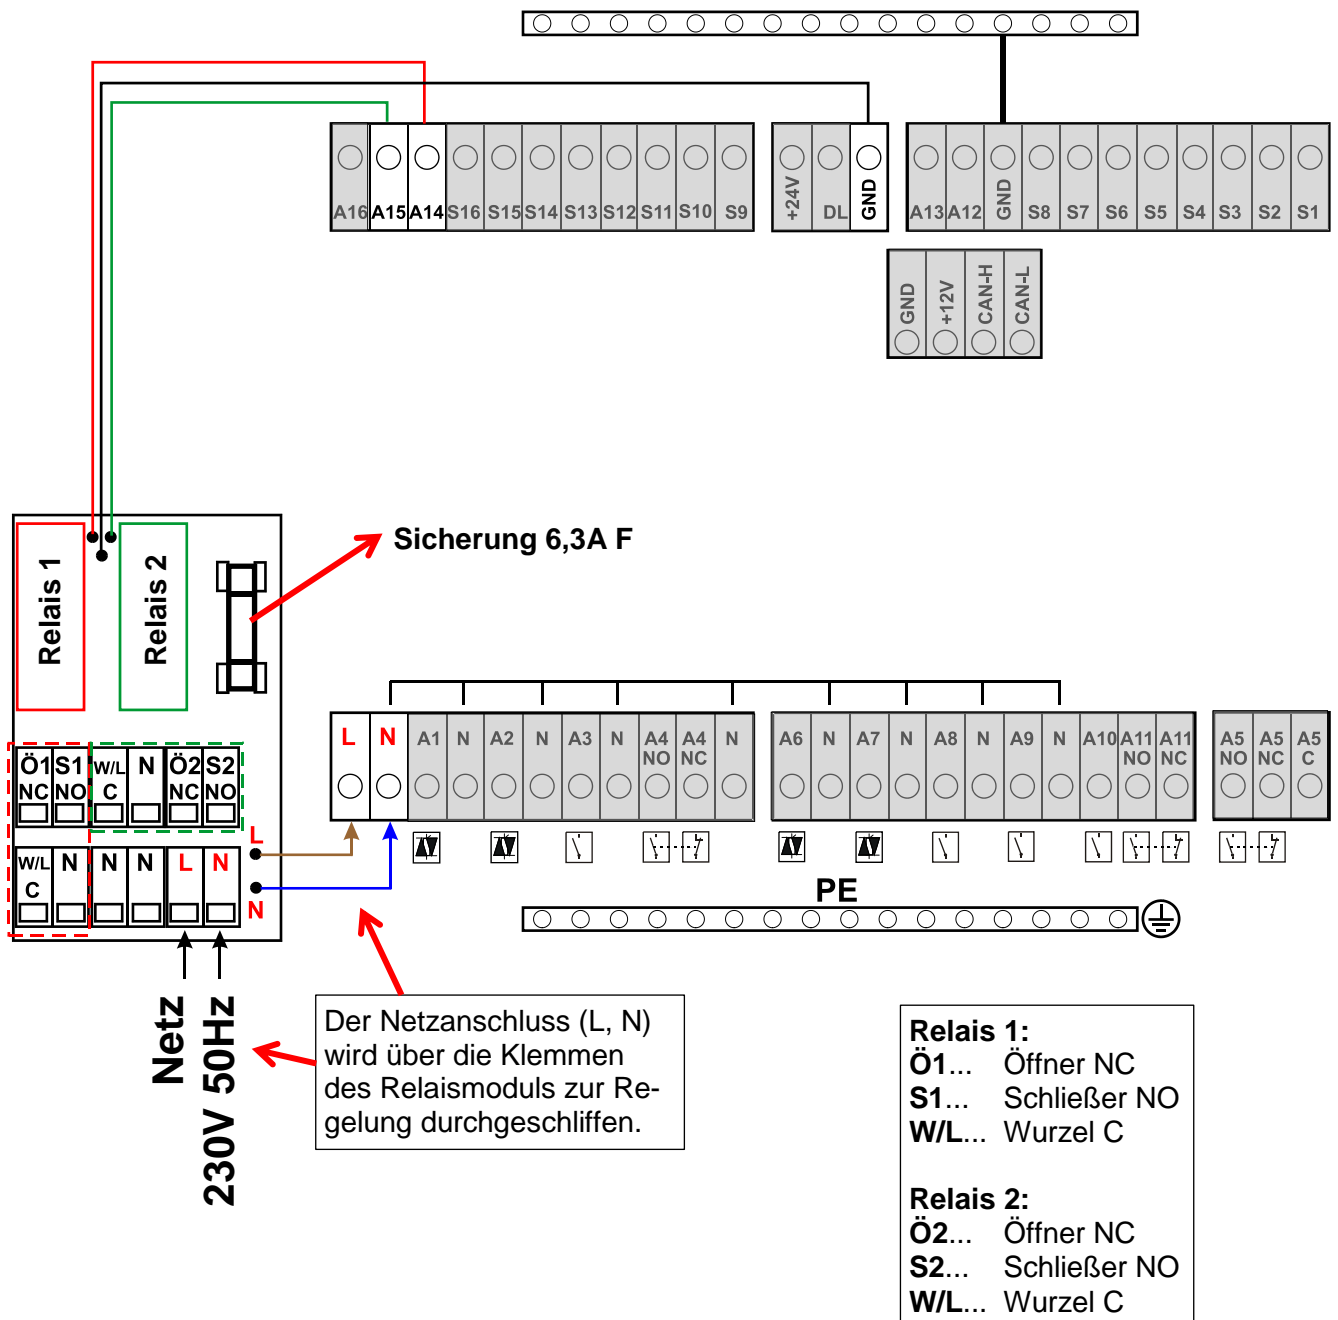 A16 A15 A14 S16 S15 S14 S13 S12 S11 S10 S9
+24V DL GND
A13 A12 GND S8 S7 S6 S5 S4 S3 S2 S1
GND +12V CAN-H CAN-L
Relais 1
Relais 2
Sicherung 6,3A F
L N A1 N A2 N A3 N A4 A4 N
NO NC
A6 N A7 N A8 N A9 N A10 A11 A11
NO NC
A5 A5 A5
NO NC C
Ö1 S1 W/L N Ö2 S2
NC NO C NC NO
L
W/L N N N L N
C
N
PE
Netz
230V 50Hz
Der Netzanschluss (L, N)
wird über die Klemmen
des Relaismoduls zur Re-
gelung durchgeschliffen.
Relais 1:
Ö1... Öffner NC
S1... Schließer NO
W/L... Wurzel C
Relais 2:
Ö2... Öffner NC
S2... Schließer NO
W/L... Wurzel C